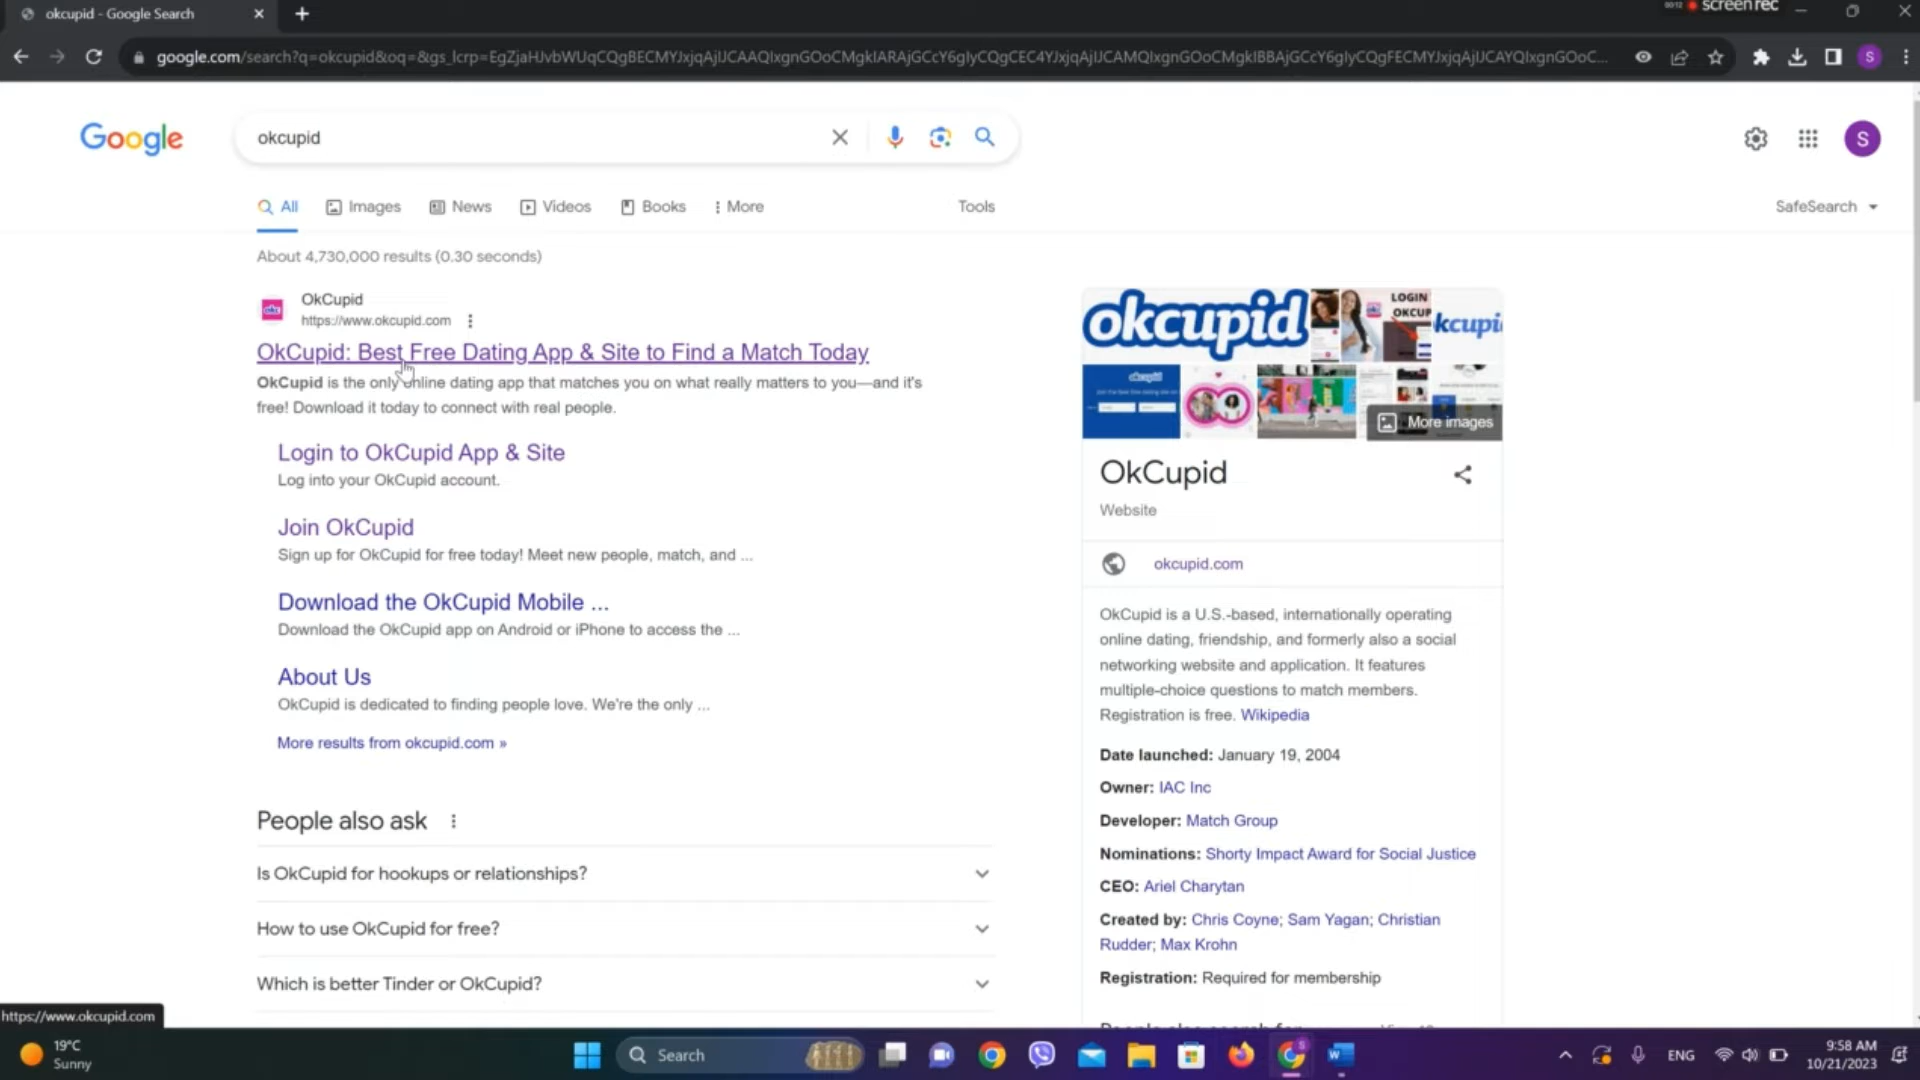 okcupid - Google Search
00:12 screen rec
google.com/search?q=okcupid&oq=&gs_lcrp=EgZjaHJvbWUqCQgBECMYJxjqAjIJCAAQIxgnGOoCMgkIARAjGCcY6gIyCQgCEC4YJxjqAjIJCAMQIxgnGOoCMgkIBBAjGCcY6gIyCQgFECMYJxjqAjIJCAYQIxgnGOoC...
S
Google
okcupid
S
All
Images
News
Videos
Books
More
Tools
SafeSearch
About 4,730,000 results (0.30 seconds)
okc
OkCupid
https://www.okcupid.com
OkCupid: Best Free Dating App & Site to Find a Match Today
OkCupid is the only online dating app that matches you on what really matters to you—and it's
free! Download it today to connect with real people.
Login to OkCupid App & Site
Log into your OkCupid account.
Join OkCupid
Sign up for OkCupid for free today! Meet new people, match, and ...
Download the OkCupid Mobile ...
Download the OkCupid app on Android or iPhone to access the ...
About Us
OkCupid is dedicated to finding people love. We're the only ...
More results from okcupid.com »
People also ask
Is OkCupid for hookups or relationships?
How to use OkCupid for free?
Which is better Tinder or OkCupid?
okcupid
LOGIN
OKCUP
kcupi
okcupid
More images
OkCupid
Website
okcupid.com
OkCupid is a U.S.-based, internationally operating
online dating, friendship, and formerly also a social
networking website and application. It features
multiple-choice questions to match members.
Registration is free. Wikipedia
Date launched: January 19, 2004
Owner: IAC Inc
Developer: Match Group
Nominations: Shorty Impact Award for Social Justice
CEO: Ariel Charytan
Created by: Chris Coyne; Sam Yagan; Christian
Rudder; Max Krohn
Registration: Required for membership
https://www.okcupid.com
19°C
Sunny
Search
S
W
ENG
9:58 AM
10/21/2023